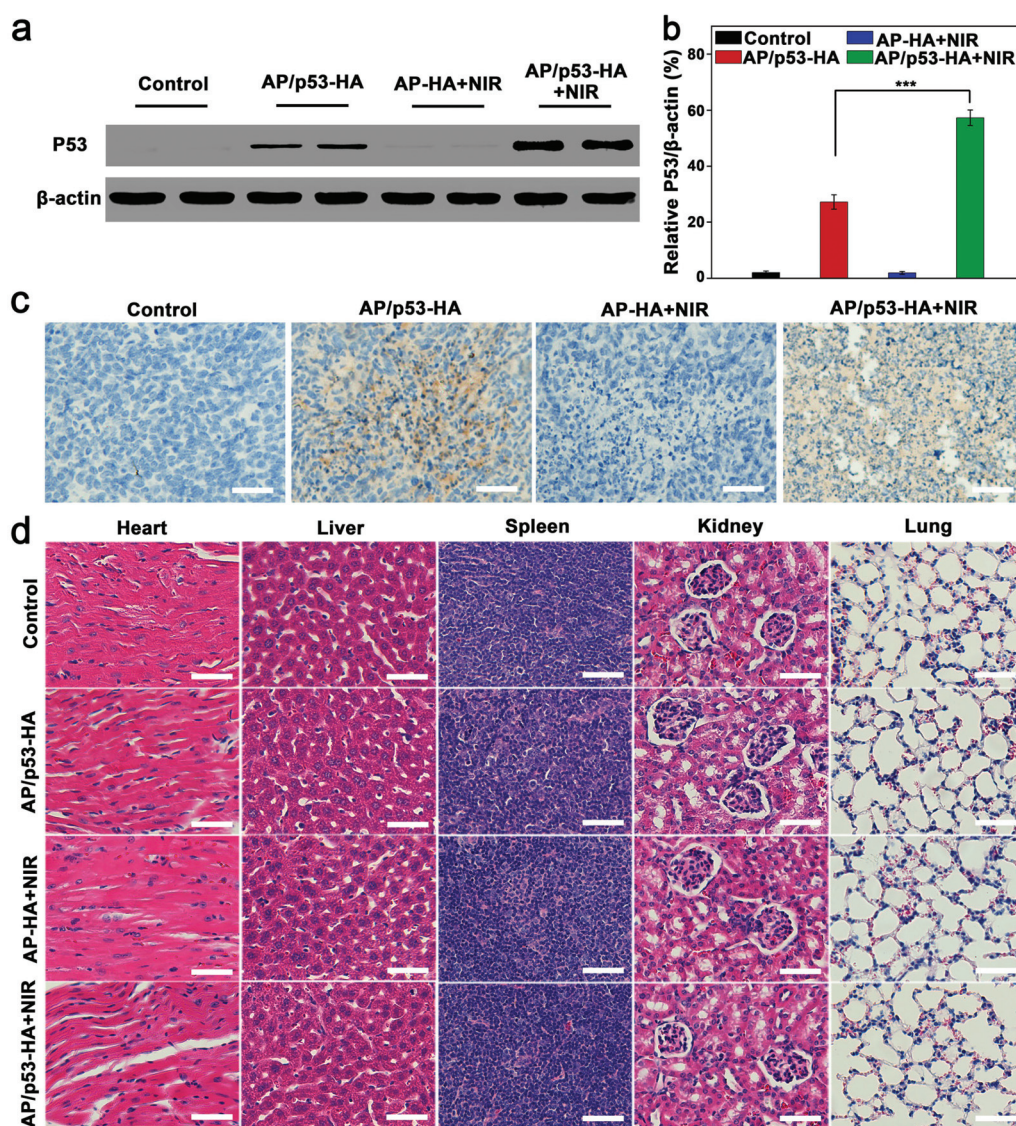 a
Control
AP/p53-HA
AP-HA+NIR
AP/p53-HA
+NIR
P53
β-actin
b
Relative P53/β-actin (%)
80
60
40
20
0
Control
AP-HA+NIR
AP/p53-HA
AP/p53-HA+NIR
***
c
Control
AP/p53-HA
AP-HA+NIR
AP/p53-HA+NIR
d
Heart
Liver
Spleen
Kidney
Lung
Control
AP/p53-HA
AP-HA+NIR
AP/p53-HA+NIR